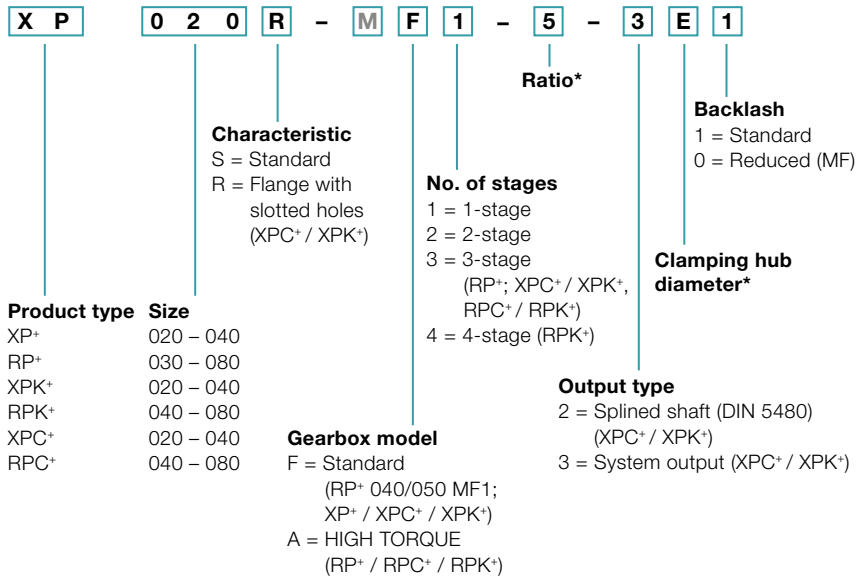 X P 0 2 0 R – M F 1 – 5 – 3 E 1
Ratio*
Backlash
1 = Standard
0 = Reduced (MF)
Characteristic
S = Standard
R = Flange with
slotted holes
(XPC⁺ / XPK⁺)
No. of stages
1 = 1-stage
2 = 2-stage
3 = 3-stage
(RP⁺; XPC⁺ / XPK⁺,
RPC⁺ / RPK⁺)
4 = 4-stage (RPK⁺)
Clamping hub
diameter*
Product type Size
XP⁺ 020 – 040
RP⁺ 030 – 080
XPK⁺ 020 – 040
RPK⁺ 040 – 080
XPC⁺ 020 – 040
RPC⁺ 040 – 080
Output type
2 = Splined shaft (DIN 5480)
(XPC⁺ / XPK⁺)
3 = System output (XPC⁺ / XPK⁺)
Gearbox model
F = Standard
(RP⁺ 040/050 MF1;
XP⁺ / XPC⁺ / XPK⁺)
A = HIGH TORQUE
(RP⁺ / RPC⁺ / RPK⁺)